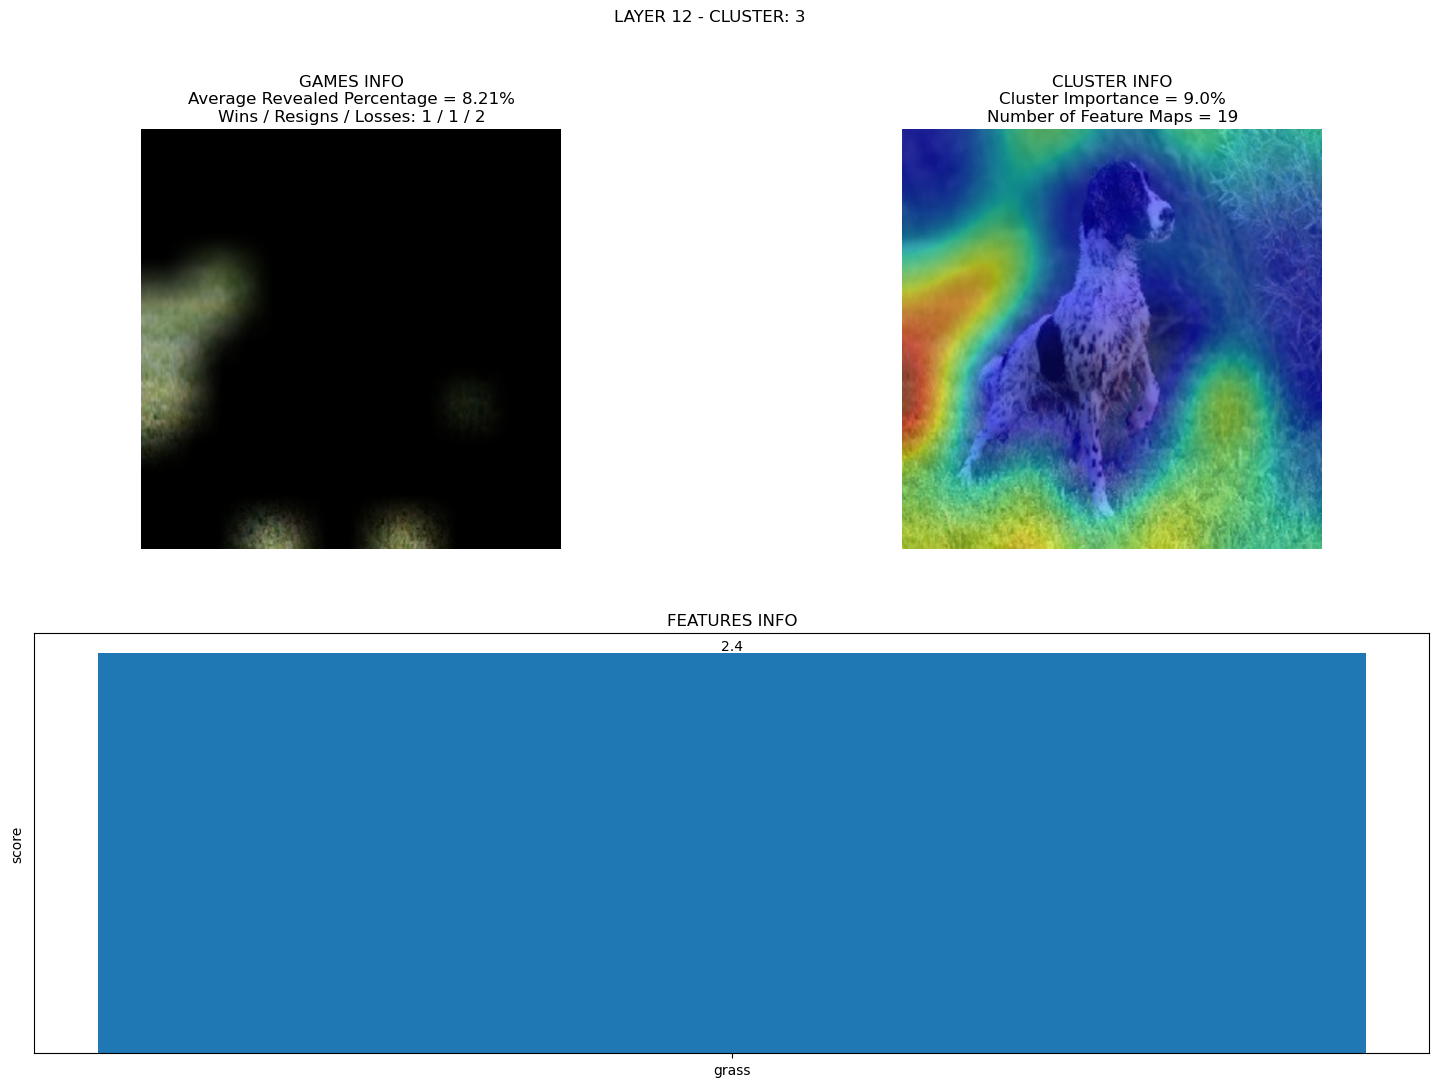 LAYER 12 - CLUSTER: 3
GAMES INFO
Average Revealed Percentage = 8.21%
Wins / Resigns / Losses: 1 / 1 / 2
CLUSTER INFO
Cluster Importance = 9.0%
Number of Feature Maps = 19
FEATURES INFO
2.4
score
grass